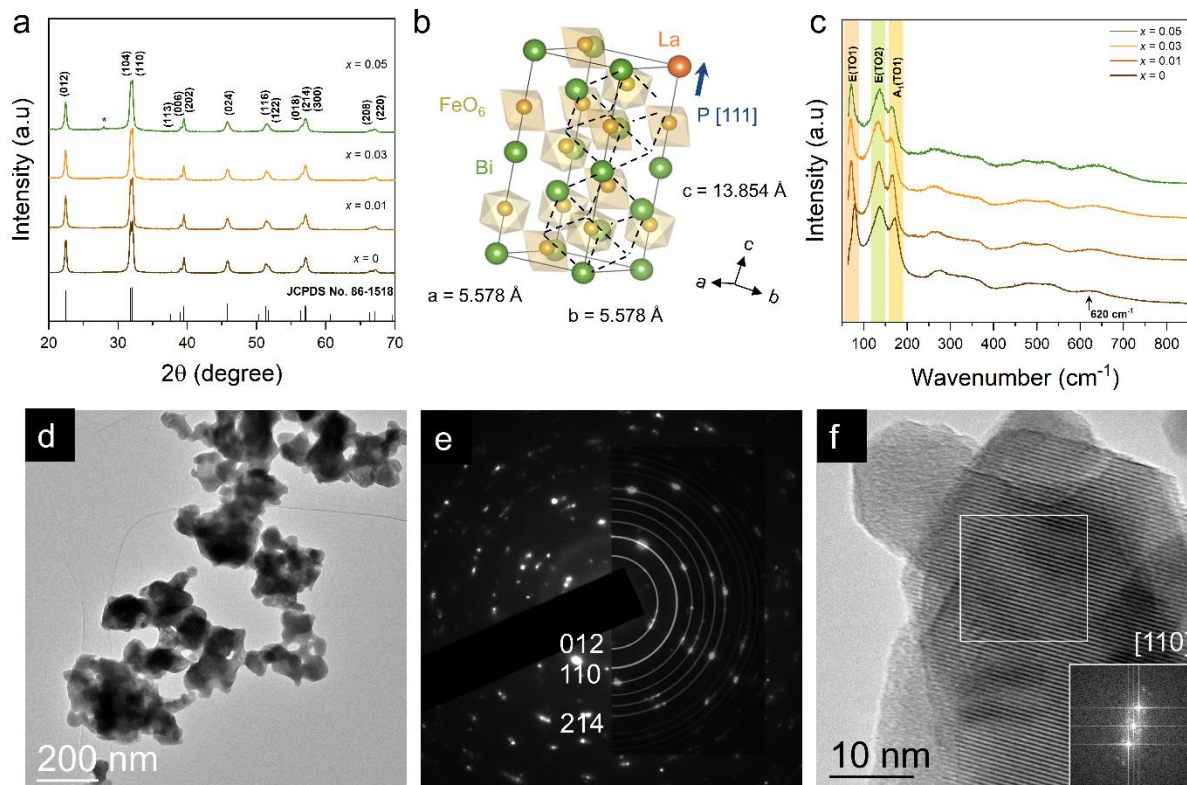 a
Intensity (a.u)
(012)
*
(104)
(110)
(113)
(006)
(202)
(024)
(116)
(122)
(018)
(214)
(300)
(208)
(220)
x = 0.05
x = 0.03
x = 0.01
x = 0
JCPDS No. 86-1518
20 30 40 50 60 70
2θ (degree)
b
La
FeO₆
P [111]
Bi
c = 13.854 Å
a = 5.578 Å
b = 5.578 Å
c
a
b
c
Intensity (a.u)
E(TO1)
E(TO2)
A₁(TO1)
x = 0.05
x = 0.03
x = 0.01
x = 0
620 cm⁻¹
100 200 300 400 500 600 700 800
Wavenumber (cm⁻¹)
d
200 nm
e
012
110
214
f
[110]
10 nm